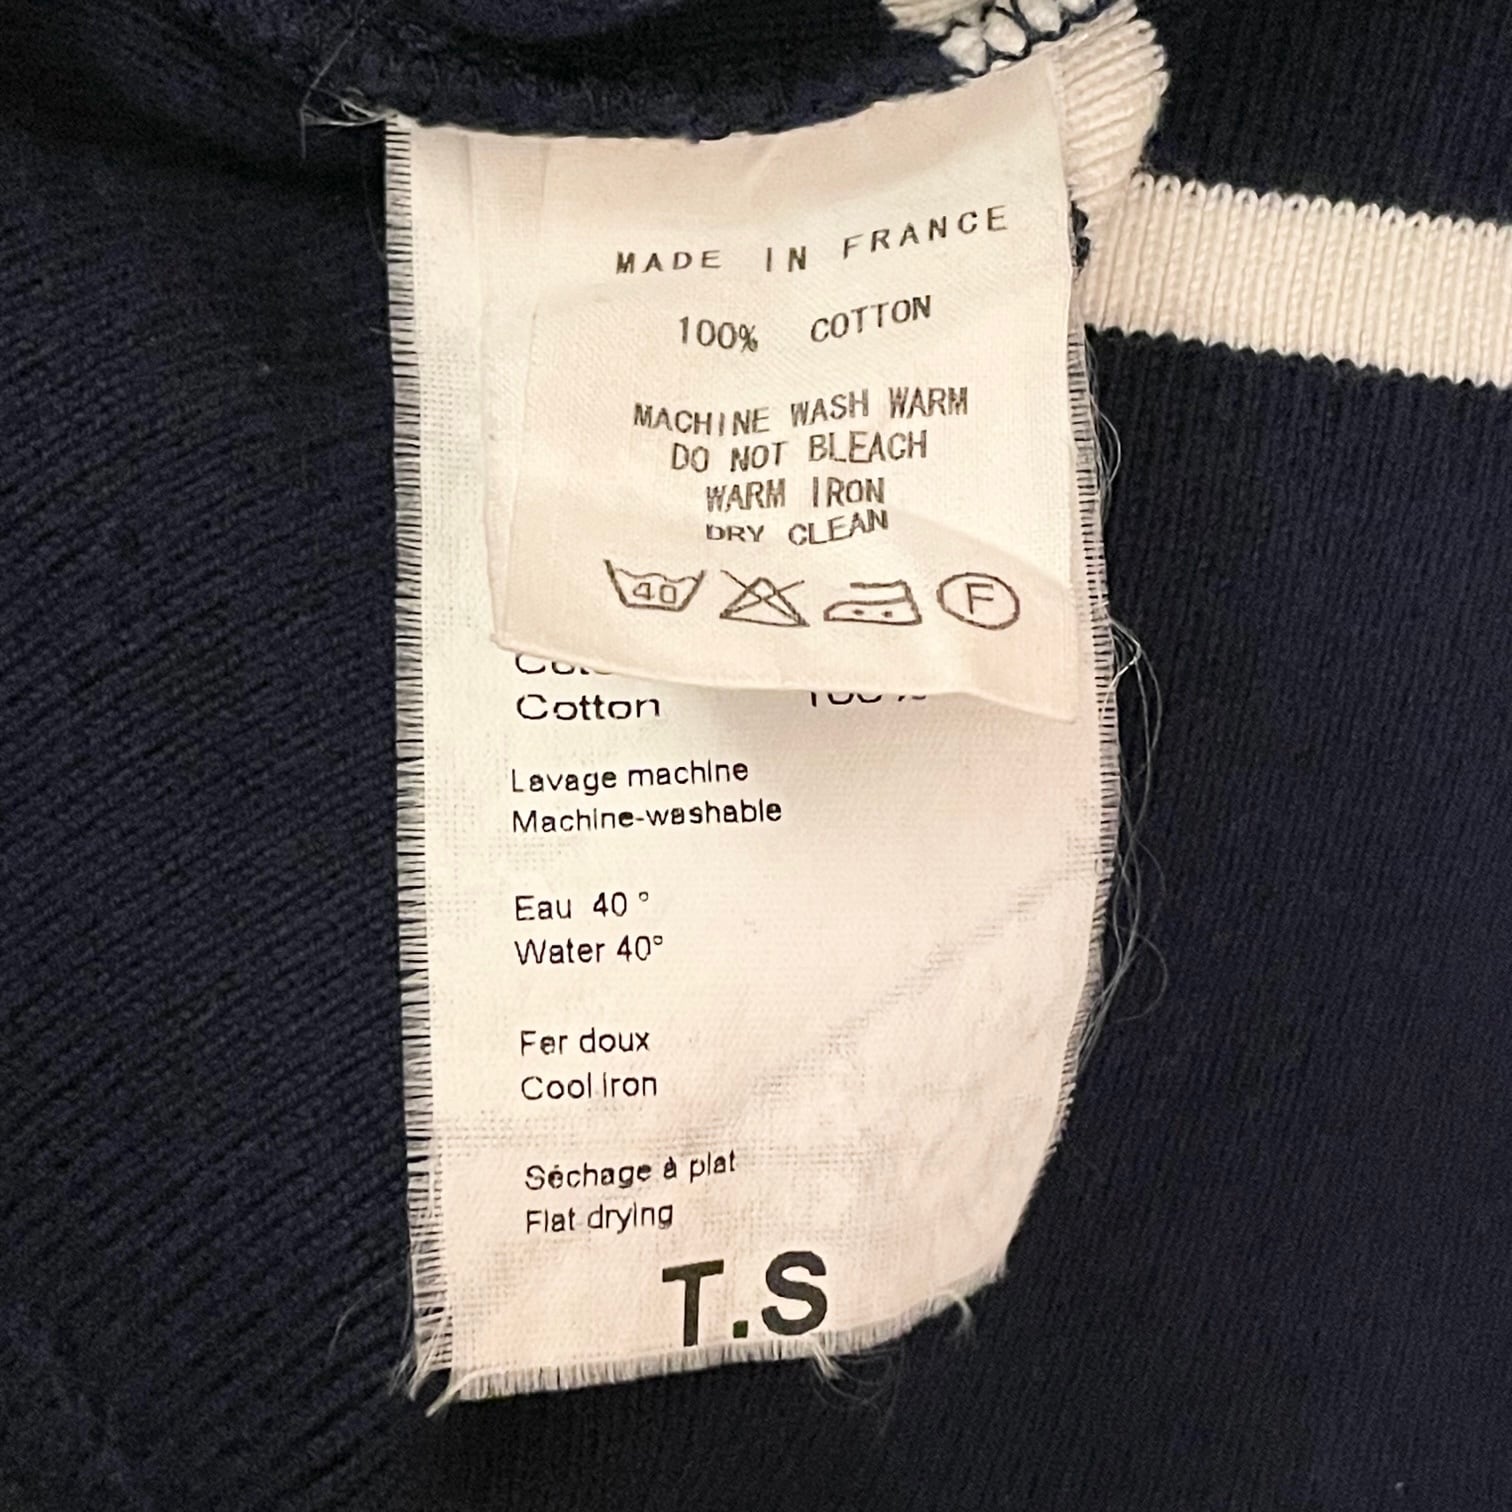 MADE IN FRANCE
100% COTTON
MACHINE WASH WARM
DO NOT BLEACH
WARM IRON
DRY CLEAN
40 F
Cotton
Lavage machine
Machine-washable
Eau 40°
Water 40°
Fer doux
Cool iron
Séchage à plat
Flat drying
T.S